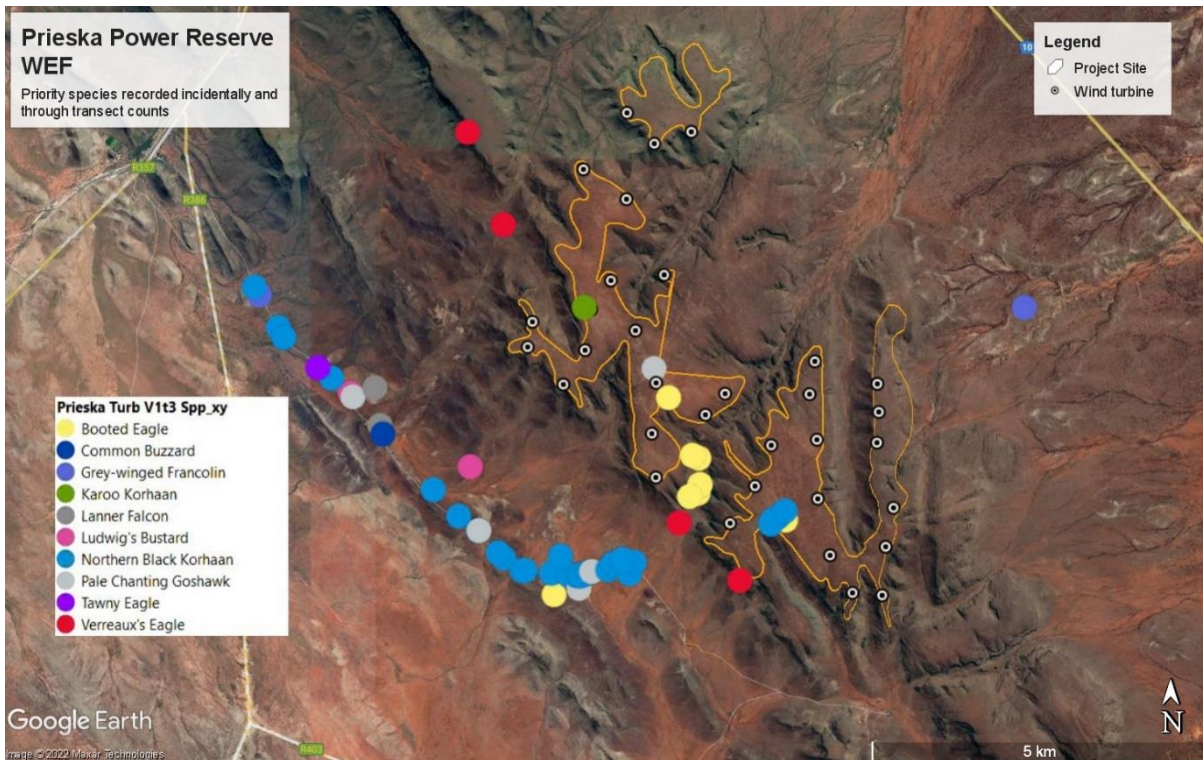 Prieska Power Reserve
WEF
Priority species recorded incidentally and
through transect counts
10
Legend
Project Site
Wind turbine
R357
R386
Prieska Turb V1t3 Spp_xy
Booted Eagle
Common Buzzard
Grey-winged Francolin
Karoo Korhaan
Lanner Falcon
Ludwig's Bustard
Northern Black Korhaan
Pale Chanting Goshawk
Tawny Eagle
Verreaux's Eagle
Google Earth
Image © 2022 Maxar Technologies
R403
5 km
N